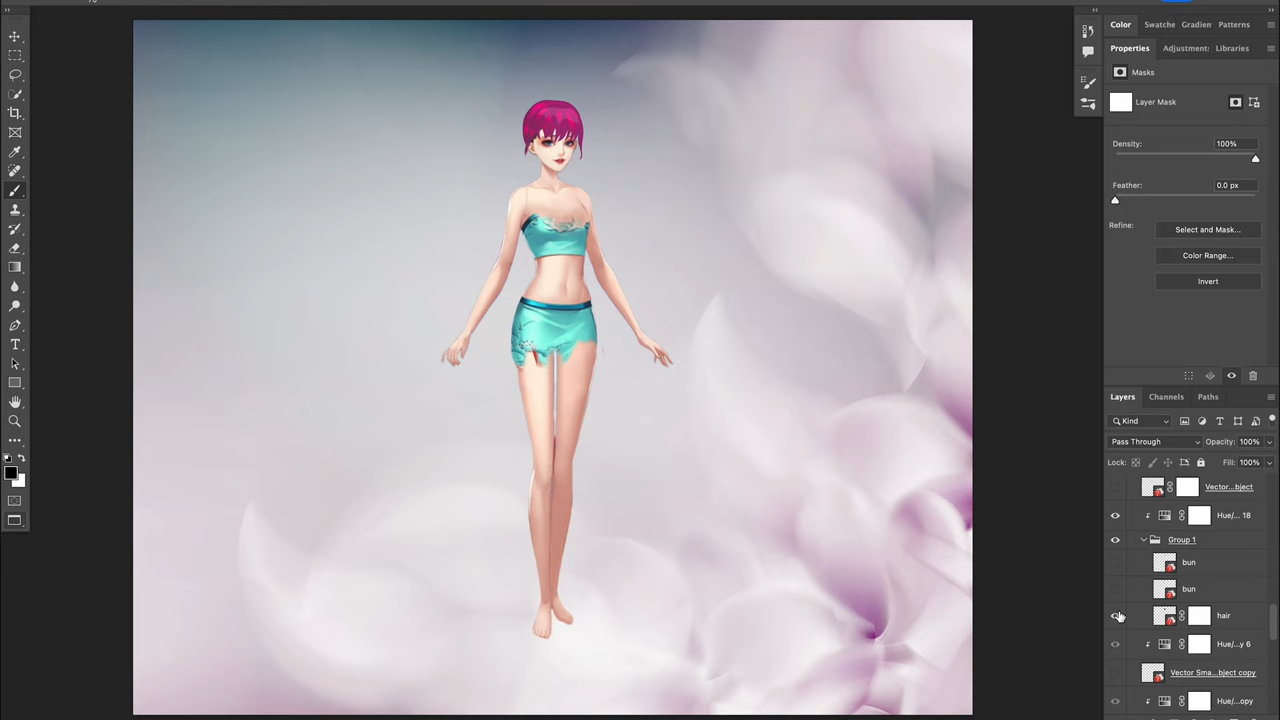 Color Swatche Gradien Patterns
Properties Adjustment: Libraries
Masks
Layer Mask
Density: 100%
Feather: 0.0 px
Refine: Select and Mask...
Color Range...
Invert
Layers Channels Paths
Kind
Pass Through Opacity: 100%
Lock: Fill: 100%
Vector...bject
Hue/... 18
Group 1
bun
bun
hair
Hue/...y 6
Vector Sma...bject copy
Hue/...opy